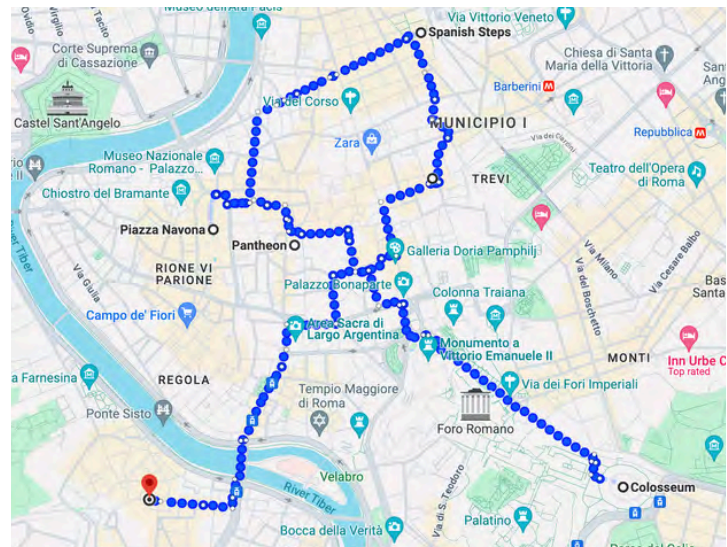 Museo dell'Ara Pacis
Ovidio
Virgilio
Via Tacito
Corte Suprema
di Cassazione
Castel Sant'Angelo
Via Vittorio Veneto
Spanish Steps
Chiesa di Santa
Maria della Vittoria
Via del Corso
Barberini
MUNICIPIO I
Repubblica
Zara
Museo Nazionale
Romano - Palazzo...
Teatro dell'Opera
di Roma
Chiostro del Bramante
TREVI
Piazza Navona
Pantheon
Galleria Doria Pamphilj
River Tiber
Via Giulia
RIONE VI
PARIONE
Palazzo Bonaparte
Colonna Traiana
Via Milano
Via del Boschetto
Via Cesare Balbo
Campo de' Fiori
Area Sacra di
Largo Argentina
Monumento a
Vittorio Emanuele II
MONTI
Inn Urbe C
Top rated
a Farnesina
REGOLA
Tempio Maggiore
di Roma
Via dei Fori Imperiali
Ponte Sisto
Foro Romano
Velabro
River Tiber
Via di S. Teodoro
Colosseum
Palatino
Bocca della Verità